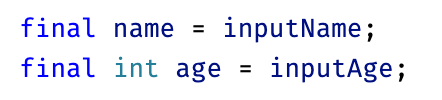 final name = inputName;
final int age = inputAge;